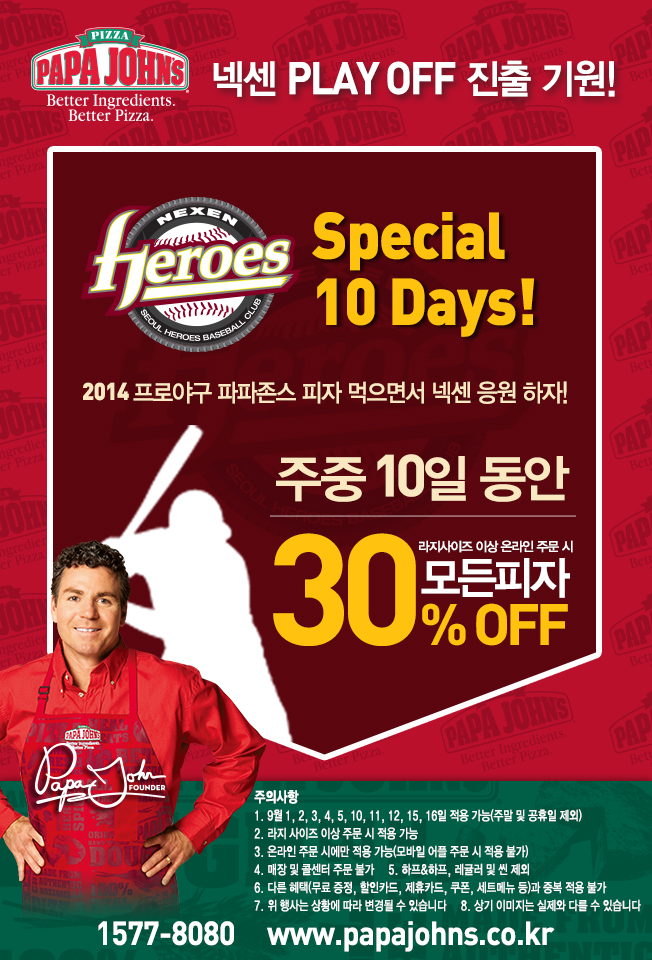 PIZZA
PAPA JOHNS
Better Ingredients.
Better Pizza.
넥센 PLAY OFF 진출 기원!
NEXEN
Heroes
SEOUL HEROES BASEBALL CLUB
Special
10 Days!
2014 프로야구 파파존스 피자 먹으면서 넥센 응원 하자!
주중 10일 동안
30% OFF
라지사이즈 이상 온라인 주문 시
모든피자
PAPA JOHNS
Papa John
FOUNDER
주의사항
1. 9월 1, 2, 3, 4, 5, 10, 11, 12, 15, 16일 적용 가능(주말 및 공휴일 제외)
2. 라지 사이즈 이상 주문 시 적용 가능
3. 온라인 주문 시에만 적용 가능(모바일 어플 주문 시 적용 불가)
4. 매장 및 콜센터 주문 불가 5. 하프&하프, 레귤러 및 씬 제외
6. 다른 혜택(무료 증정, 할인카드, 제휴카드, 쿠폰, 세트메뉴 등)과 중복 적용 불가
7. 위 행사는 상황에 따라 변경될 수 있습니다 8. 상기 이미지는 실제와 다를 수 있습니다
1577-8080 www.papajohns.co.kr